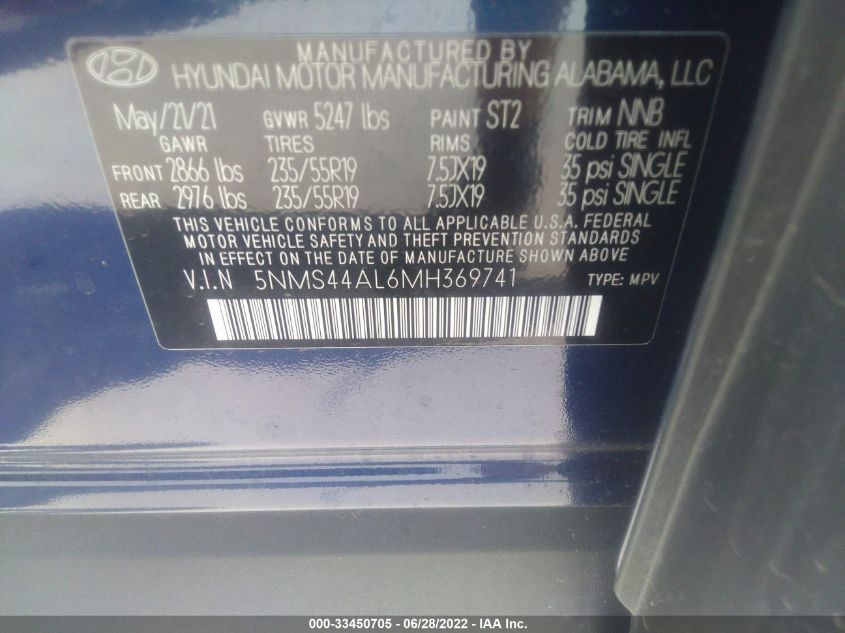 MANUFACTURED BY
HYUNDAI MOTOR MANUFACTURING ALABAMA, LLC
May/21/21 GVWR 5247 lbs PAINT ST2 TRIM NNB
GAWR TIRES RIMS COLD TIRE INFL
FRONT 2866 lbs 235/55R19 7.5JX19 35 psi SINGLE
REAR 2976 lbs 235/55R19 7.5JX19 35 psi SINGLE
THIS VEHICLE CONFORMS TO ALL APPLICABLE U.S.A. FEDERAL
MOTOR VEHICLE SAFETY AND THEFT PREVENTION STANDARDS
IN EFFECT ON THE DATE OF MANUFACTURE SHOWN ABOVE
V.I.N 5NMS44AL6MH369741 TYPE: MPV
000-33450705 - 06/28/2022 - IAA Inc.